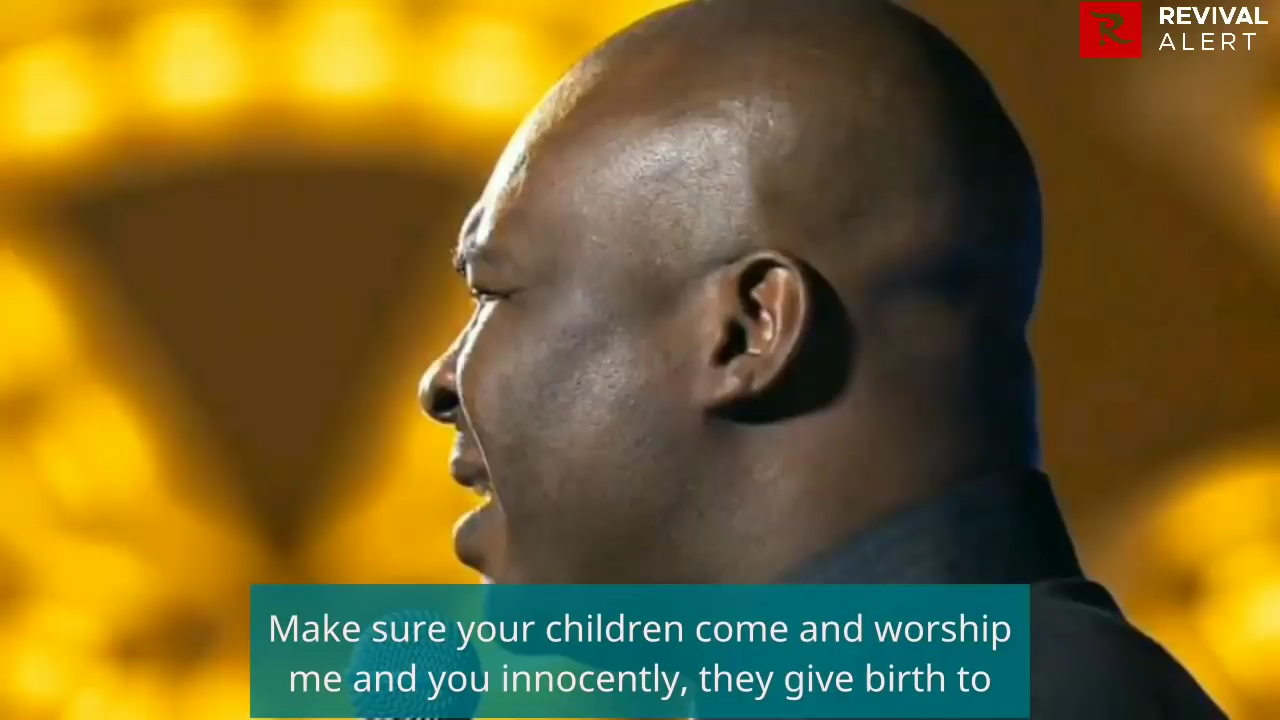 REVIVAL
ALERT
Make sure your children come and worship
me and you innocently, they give birth to